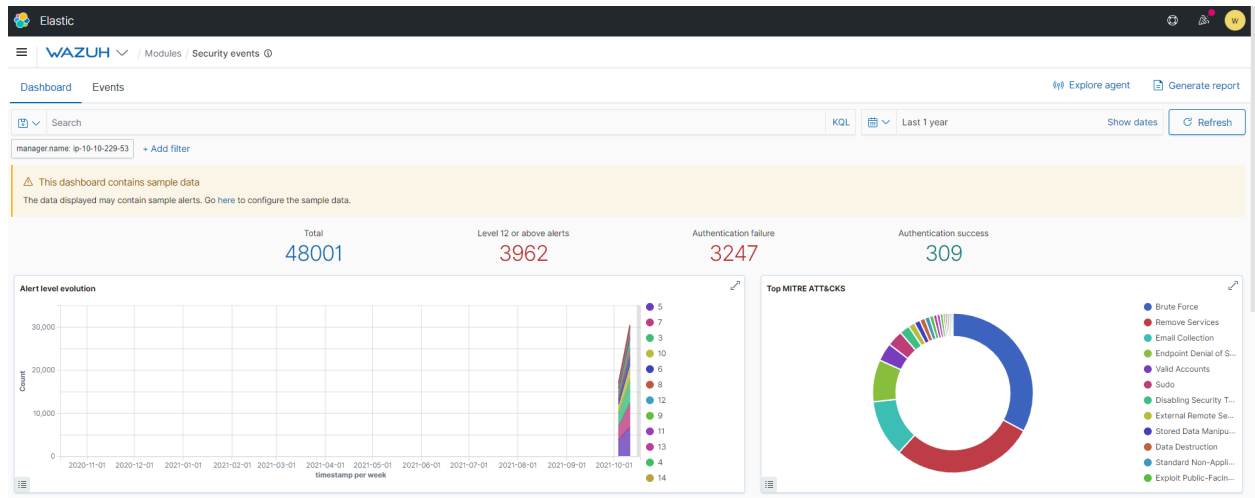 Elastic
w
WAZUH / Modules / Security events
Dashboard Events
Explore agent Generate report
Search KQL Last 1 year Show dates Refresh
manager.name: ip-10-10-229-53 + Add filter
This dashboard contains sample data
The data displayed may contain sample alerts. Go here to configure the sample data.
Total
48001
Level 12 or above alerts
3962
Authentication failure
3247
Authentication success
309
Alert level evolution
Count
30,000
20,000
10,000
0
2020-11-01 2020-12-01 2021-01-01 2021-02-01 2021-03-01 2021-04-01 2021-05-01 2021-06-01 2021-07-01 2021-08-01 2021-09-01 2021-10-01
timestamp per week
5
7
3
10
6
8
12
9
11
13
4
14
Top MITRE ATT&CKS
Brute Force
Remove Services
Email Collection
Endpoint Denial of S...
Valid Accounts
Sudo
Disabling Security T...
External Remote Se...
Stored Data Manipu...
Data Destruction
Standard Non-Appli...
Exploit Public-Facin...